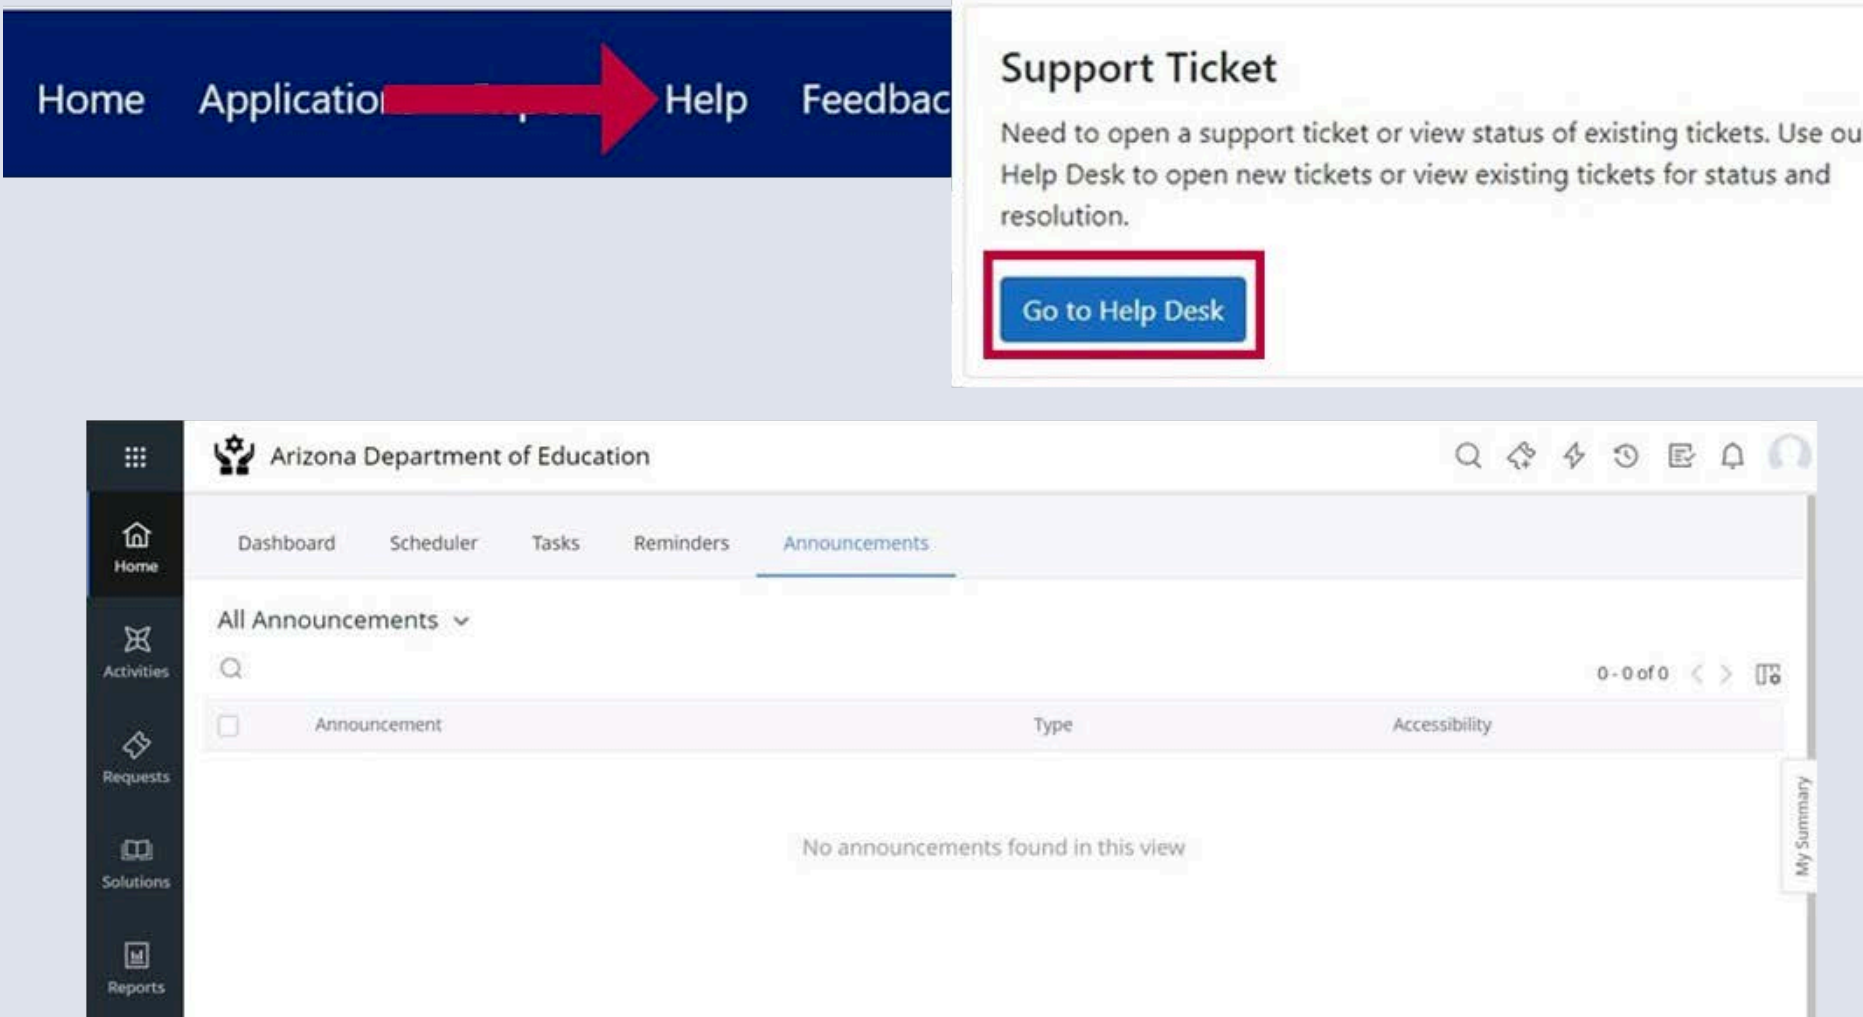 Home Application Help Feedbac
Support Ticket
Need to open a support ticket or view status of existing tickets. Use ou
Help Desk to open new tickets or view existing tickets for status and
resolution.
Go to Help Desk
Arizona Department of Education
Home
Activities
Requests
Solutions
Reports
Dashboard Scheduler Tasks Reminders Announcements
All Announcements
0 - 0 of 0
Announcement Type Accessibility
No announcements found in this view
My Summary